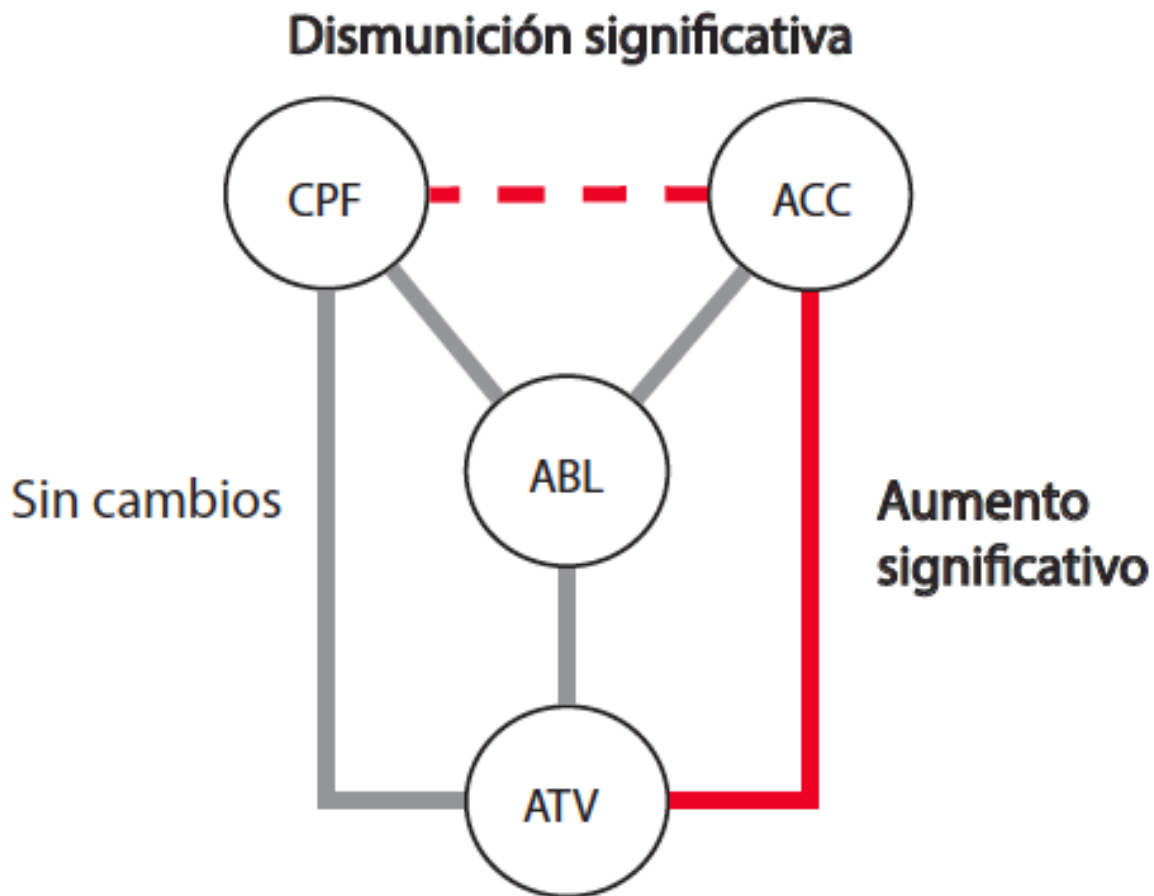 Dismunición significativa
CPF
ACC
ABL
Sin cambios
Aumento
significativo
ATV